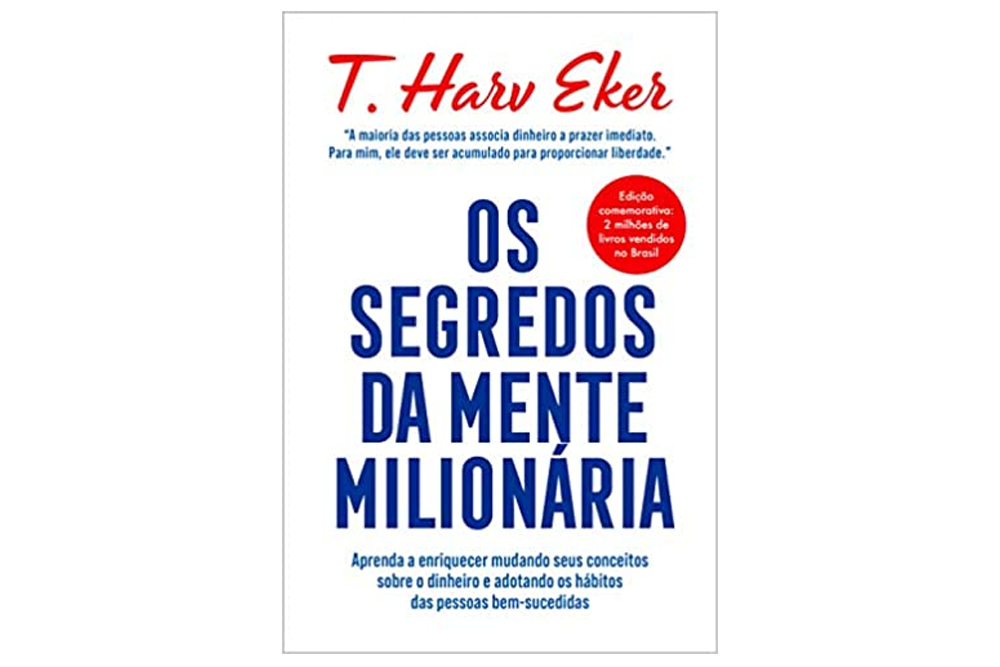 T. Harv Eker
"A maioria das pessoas associa dinheiro a prazer imediato.
Para mim, ele deve ser acumulado para proporcionar liberdade."
Edição
comemorativa:
2 milhões de
livros vendidos
no Brasil
OS
SEGREDOS
DA MENTE
MILIONÁRIA
Aprenda a enriquecer mudando seus conceitos
sobre o dinheiro e adotando os hábitos
das pessoas bem-sucedidas